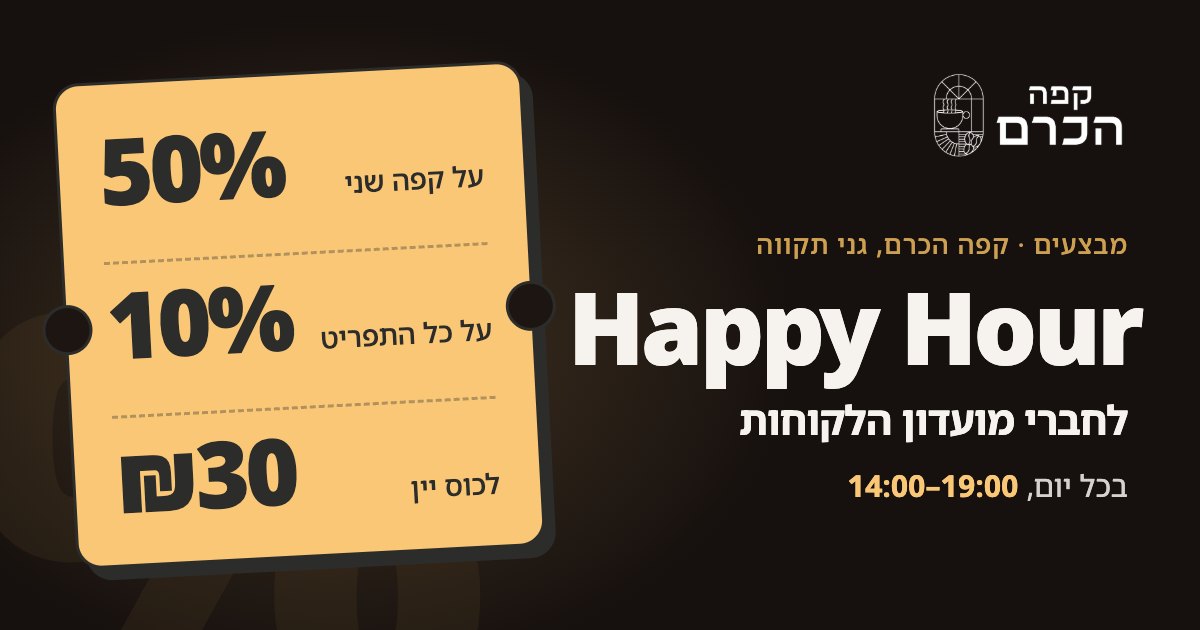 קפה
הכרם
מבצעים · קפה הכרם, גני תקווה
Happy Hour
לחברי מועדון הלקוחות
בכל יום, 14:00–19:00
על קפה שני 50%
על כל התפריט 10%
לכוס יין ₪30